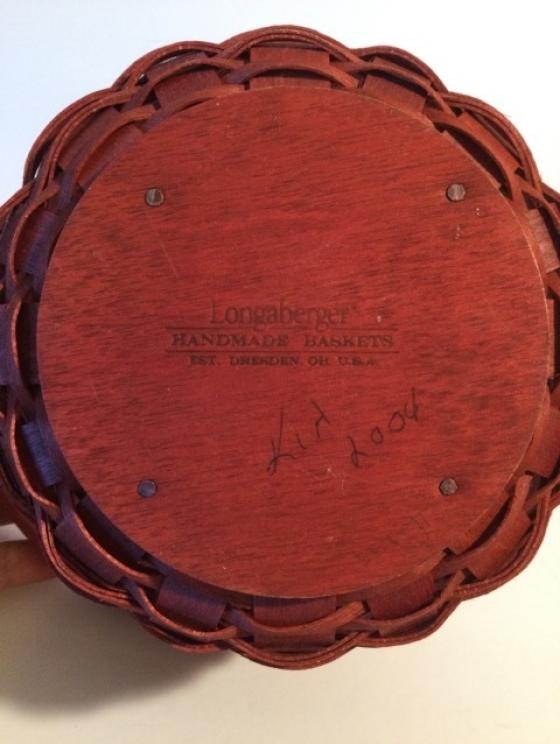 Longaberger®
HANDMADE BASKETS
EST. DRESDEN, OH U.S.A.
2004